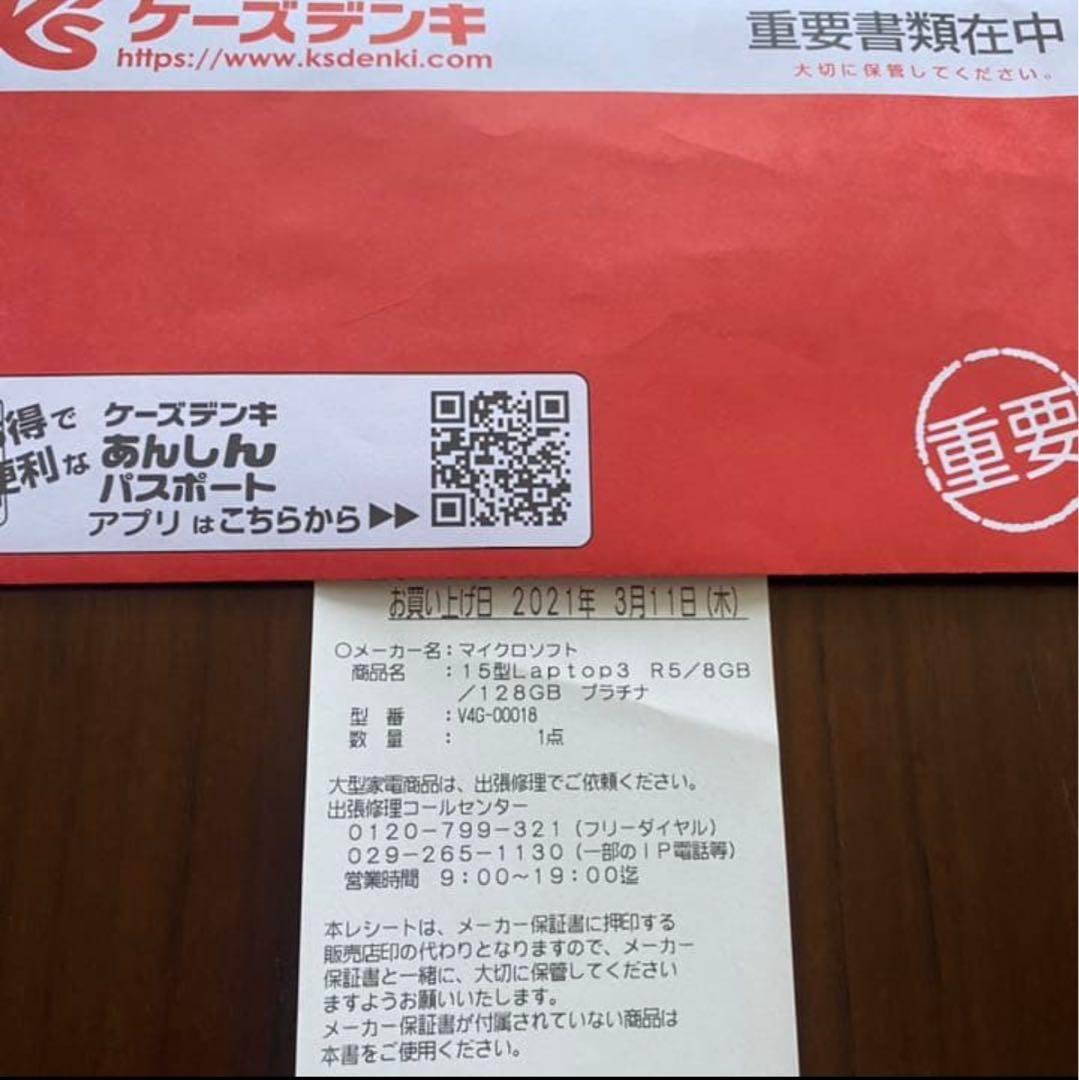 ケーズデンキ
https://www.ksdenki.com
重要書類在中
大切に保管してください。
得で
便利な
ケーズデンキ
あんしん
パスポート
アプリはこちらから▶▶
重要
お買い上げ日 2021年 3月11日(木)
○メーカー名:マイクロソフト
商品名 :15型Laptop3 R5/8GB
/128GB プラチナ
型 番 :V4G-00018
数 量 : 1点
大型家電商品は、出張修理でご依頼ください。
出張修理コールセンター
0120-799-321(フリーダイヤル)
029-265-1130(一部のIP電話等)
営業時間 9:00~19:00迄
本レシートは、メーカー保証書に押印する
販売店印の代わりとなりますので、メーカー
保証書と一緒に、大切に保管してください
ますようお願いいたします。
メーカー保証書が付属されていない商品は
本書をご使用ください。